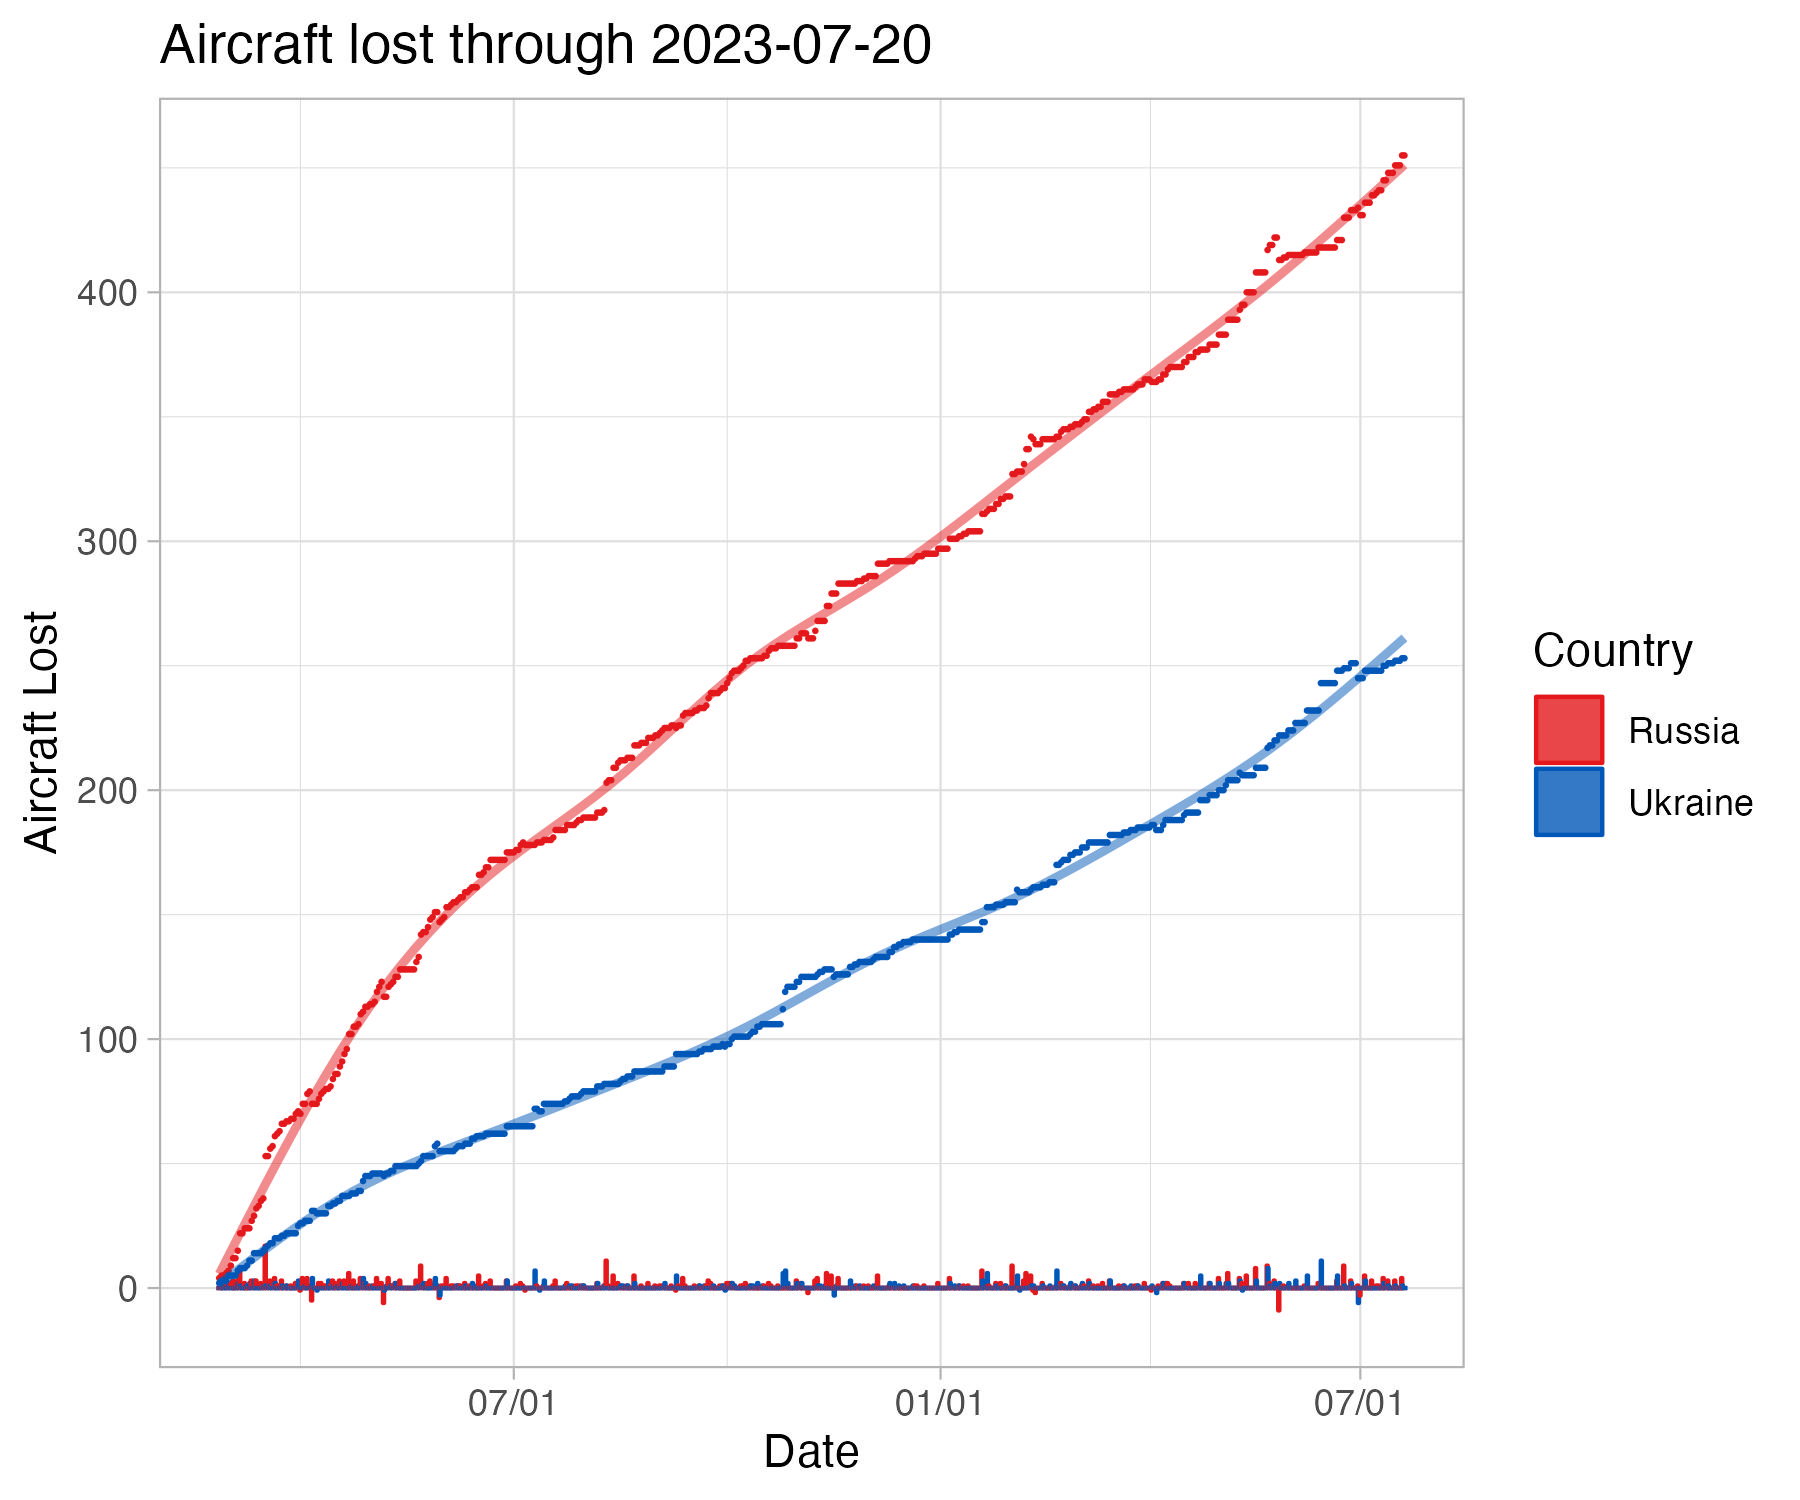 Aircraft lost through 2023-07-20
Aircraft Lost
400
300
200
100
0
07/01
01/01
07/01
Date
Country
Russia
Ukraine